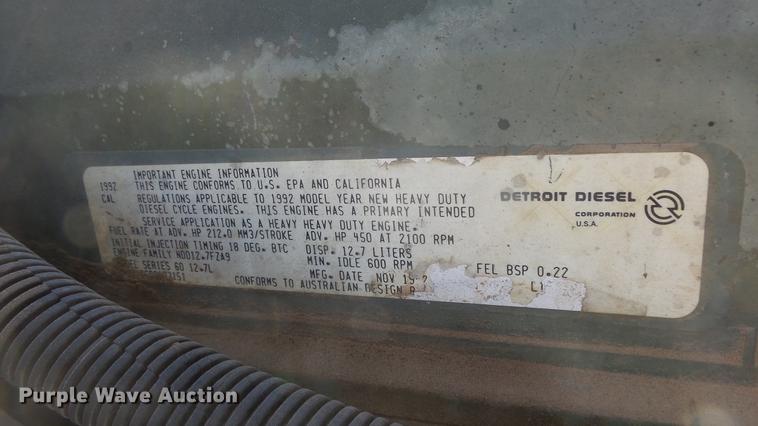 IMPORTANT ENGINE INFORMATION
1992 THIS ENGINE CONFORMS TO U.S. EPA AND CALIFORNIA
CAL REGULATIONS APPLICABLE TO 1992 MODEL YEAR NEW HEAVY DUTY
DIESEL CYCLE ENGINES. THIS ENGINE HAS A PRIMARY INTENDED
SERVICE APPLICATION AS A HEAVY HEAVY DUTY ENGINE.
FUEL RATE AT ADV. HP 212.0 MM3/STROKE ADV. HP 450 AT 2100 RPM
INITIAL INJECTION TIMING 18 DEG. BTC DISP. 12.7 LITERS
ENGINE FAMILY NDD12.7FZA9 MIN. IDLE 600 RPM FEL BSP 0.22
SERIES 60 12.7L MFG. DATE NOV
CONFORMS TO AUSTRALIAN DESIGN
DETROIT DIESEL
CORPORATION
U.S.A.
Purple Wave Auction